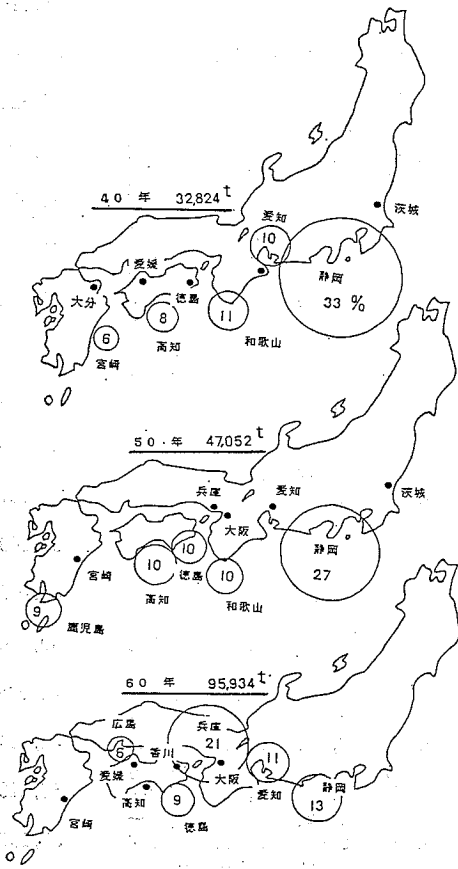 40 年 32,824 t
茨城
愛知
10
愛媛
静岡
33 %
大分
徳島
8
11
6
高知
和歌山
宮崎
50・年 47,052 t
兵庫
愛知
茨城
大阪
静岡
27
10
10
徳島
10
宮崎
高知
和歌山
9
鹿児島
60 年 95,934 t
広島
兵庫
21
6
香川
11
愛媛
大阪
静岡
13
高知
9
愛知
宮崎
徳島